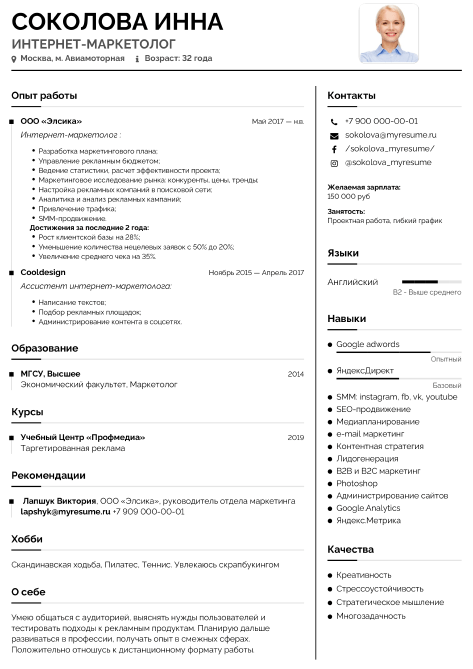 СОКОЛОВА ИННА
ИНТЕРНЕТ-МАРКЕТОЛОГ
Москва, м. Авиамоторная Возраст: 32 года
Опыт работы
ООО «Элсика» Май 2017 — н.в.
Интернет-маркетолог :
Разработка маркетингового плана;
Управление рекламным бюджетом;
Ведение статистики, расчет эффективности проекта;
Маркетинговое исследование рынка: конкуренты, цены, тренды;
Настройка рекламных компаний в поисковой сети;
Аналитика и анализ рекламных кампаний;
Привлечение трафика;
SMM-продвижение.
Достижения за последние 2 года:
Рост клиентской базы на 28%;
Уменьшение количества нецелевых заявок с 50% до 20%;
Увеличение среднего чека на 35%.
Cooldesign Ноябрь 2015 — Апрель 2017
Ассистент интернет-маркетолога:
Написание текстов;
Подбор рекламных площадок;
Администрирование контента в соцсетях.
Образование
МГСУ, Высшее 2014
Экономический факультет, Маркетолог
Курсы
Учебный Центр «Профмедиа» 2019
Таргетированная реклама
Рекомендации
Лапшук Виктория, ООО «Элсика», руководитель отдела маркетинга
lapshyk@myresume.ru +7 909 000-00-01
Хобби
Скандинавская ходьба, Пилатес, Теннис. Увлекаюсь скрапбукингом
О себе
Умею общаться с аудиторией, выяснять нужды пользователей и
тестировать подходы к рекламным продуктам. Планирую дальше
развиваться в профессии, получать опыт в смежных сферах.
Положительно отношусь к дистанционному формату работы.
Контакты
+7 900 000-00-01
sokolova@myresume.ru
/sokolova_myresume/
@sokolova_myresume
Желаемая зарплата:
150 000 руб
Занятость:
Проектная работа, гибкий график
Языки
Английский
B2 - Выше среднего
Навыки
Google adwords
Опытный
ЯндексДирект
Базовый
SMM: instagram, fb, vk, youtube
SEO-продвижение
Медиапланирование
e-mail маркетинг
Контентная стратегия
Лидогенерация
B2B и B2C маркетинг
Photoshop
Администрирование сайтов
Google.Analytics
Яндекс.Метрика
Качества
Креативность
Стрессоустойчивость
Стратегическое мышление
Многозадачность